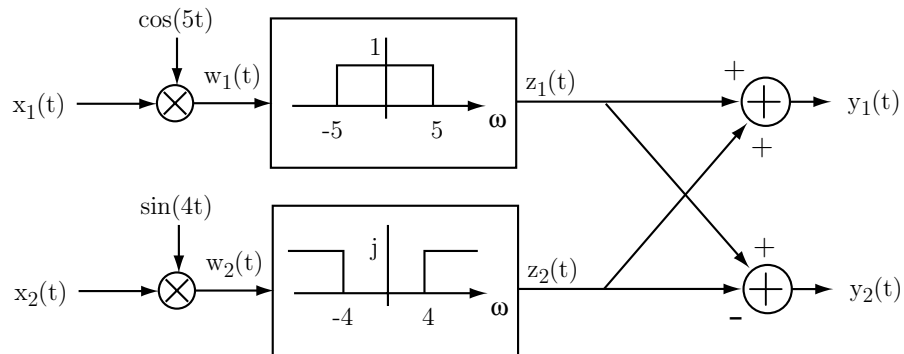 cos(5t)
x₁(t)
w₁(t)
1
-5
5
ω
z₁(t)
+
+
y₁(t)
sin(4t)
x₂(t)
w₂(t)
j
-4
4
ω
z₂(t)
+
-
y₂(t)